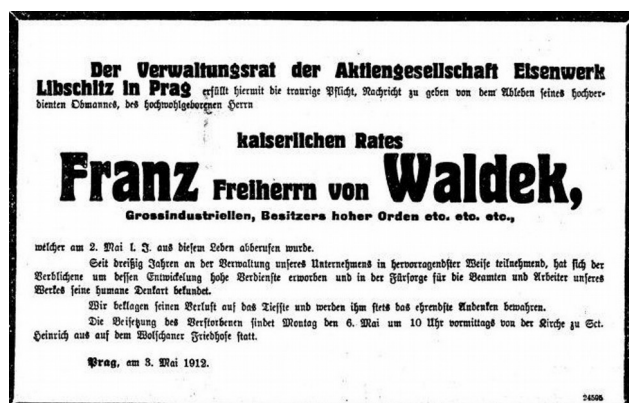 Der Verwaltungsrat der Aktiengesellschaft Eisenwerk
Libschitz in Prag erfüllt hiermit die traurige Pflicht, Nachricht zu geben von dem Ableben seines hochver-
dienten Obmannes, des hochwohlgeborenen Herrn
kaiserlichen Rates
Franz Freiherrn von Waldek,
Grossindustriellen, Besitzers hoher Orden etc. etc. etc.,
welcher am 2. Mai l. J. aus diesem Leben abberufen wurde.
Seit dreißig Jahren an der Verwaltung unseres Unternehmens in hervorragendster Weise teilnehmend, hat sich der
Verblichene um dessen Entwickelung hohe Verdienste erworben und in der Fürsorge für die Beamten und Arbeiter unseres
Werkes seine humane Denkart bekundet.
Wir beklagen seinen Verlust auf das Tiefste und werden ihm stets das ehrendste Andenken bewahren.
Die Beisetzung des Verstorbenen findet Montag den 6. Mai um 10 Uhr vormittags von der Kirche zu Sct.
Heinrich aus auf dem Wolschaner Friedhofe statt.
Prag, am 3. Mai 1912.
24595